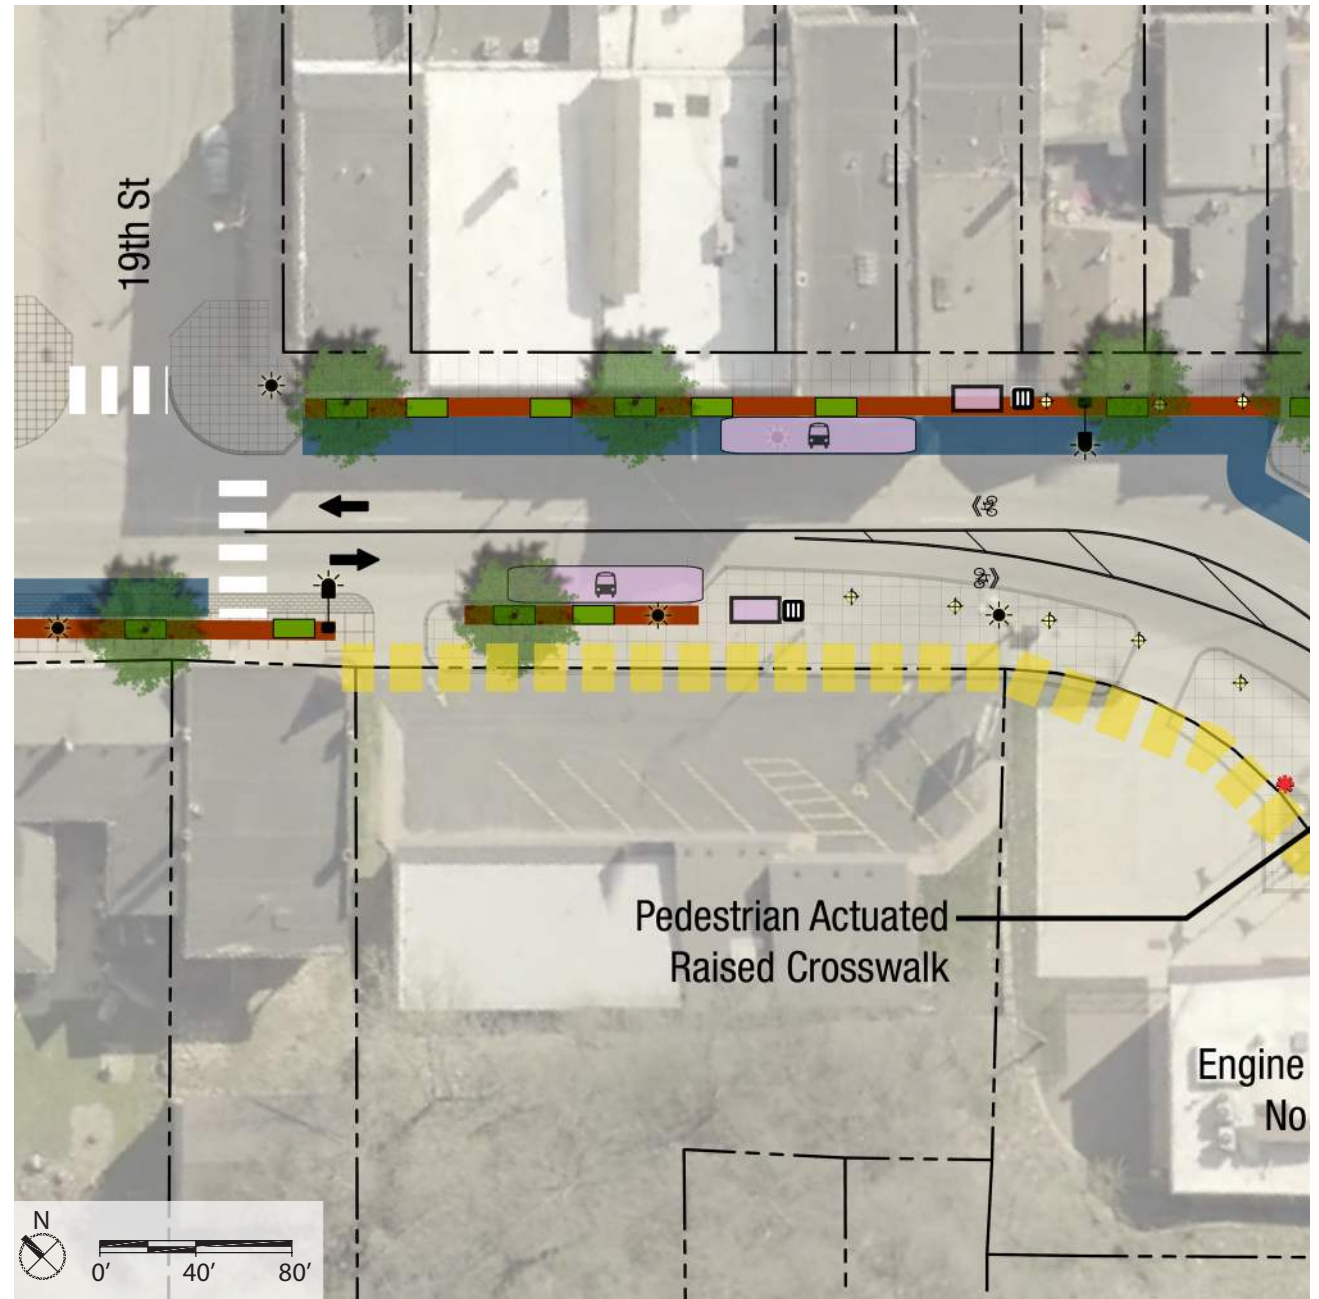 19th St
Pedestrian Actuated
Raised Crosswalk
Engine
No
N
0’ 40’ 80’